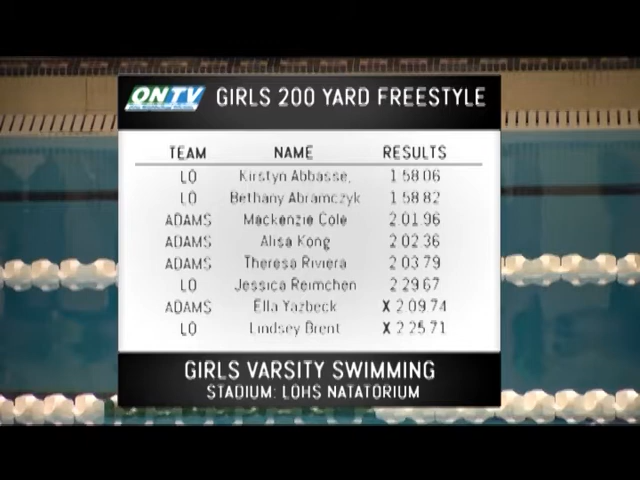 ONTV GIRLS 200 YARD FREESTYLE
TEAM NAME RESULTS
LO Kirstyn Abbasse, 1 58 06
LO Bethany Abramczyk 1 58 82
ADAMS Mackenzie Cole 2 01 96
ADAMS Alisa Kong 2 02 36
ADAMS Theresa Riviera 2 03 79
LO Jessica Reimchen 2 29 67
ADAMS Ella Yazbeck X 2 09 74
LO Lindsey Brent X 2 25 71
GIRLS VARSITY SWIMMING
STADIUM: LOHS NATATORIUM